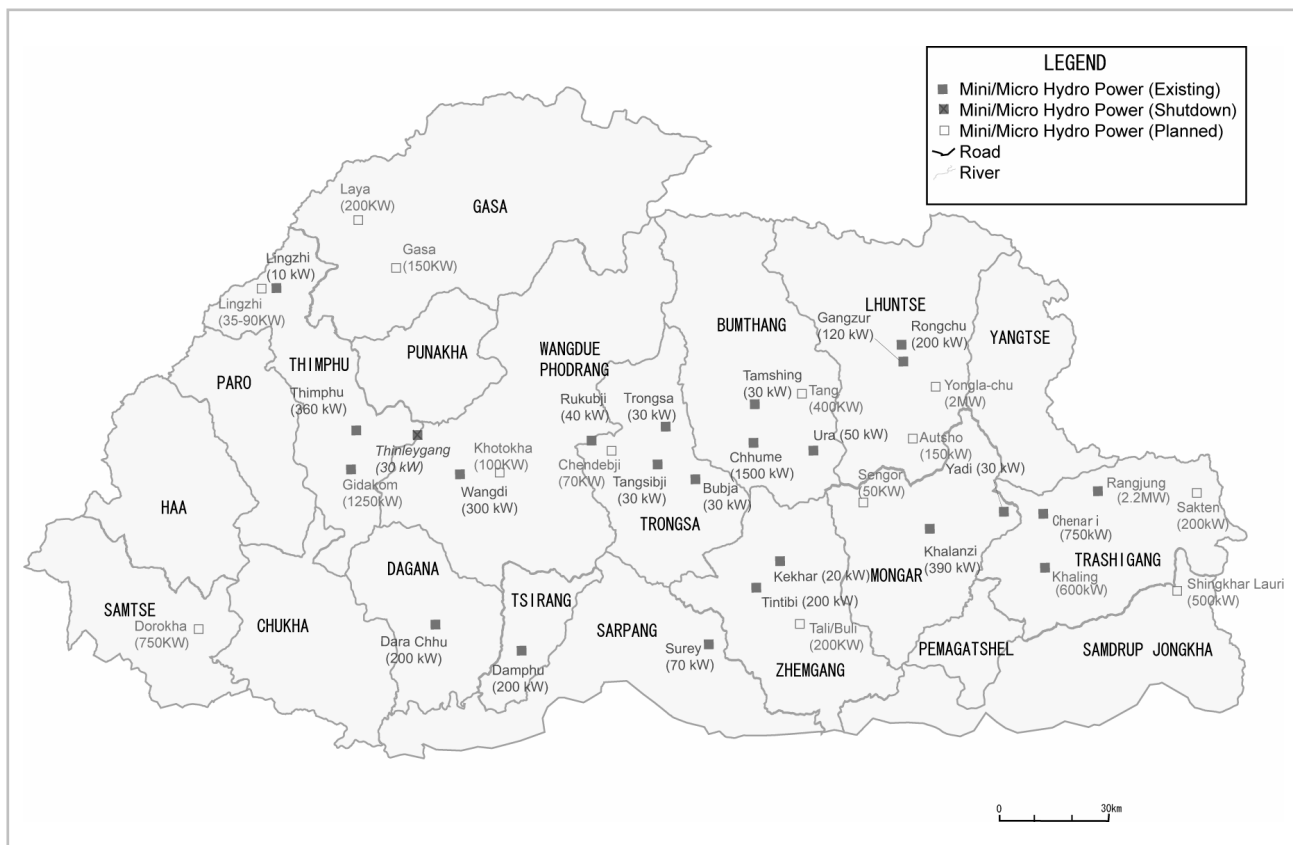 LEGEND
Mini/Micro Hydro Power (Existing)
Mini/Micro Hydro Power (Shutdown)
Mini/Micro Hydro Power (Planned)
Road
River
Laya
(200KW)
GASA
Gasa
(150KW)
Lingzhi
(10 kW)
Lingzhi
(35-90KW)
PUNAKHA
THIMPHU
PARO
Thimphu
(360 kW)
Thinleygang
(30 kW)
Gidakom
(1250kW)
HAA
WANGDUE
PHODRANG
Rukubji
(40 kW)
Khotokha
(100KW)
Wangdi
(300 kW)
Chendebji
(70KW)
Trongsa
(30 kW)
Tangsibji
(30 kW)
Bubja
(30 kW)
TRONGSA
BUMTHANG
Tamshing
(30 kW)
Tang
(400KW)
Ura (50 kW)
Chhume
(1500 kW)
LHUNTSE
Gangzur
(120 kW)
Rongchu
(200 kW)
YANGTSE
Yongla-chu
(2MW)
Autsho
(150kW)
Yadi (30 kW)
Sengor
(50KW)
Rangjung
(2.2MW)
Sakten
(200kW)
Chenari
(750kW)
Khalanzi
(390 kW)
MONGAR
TRASHIGANG
Khaling
(600kW)
Shingkhar Lauri
(500kW)
DAGANA
TSIRANG
Kekhar (20 kW)
Tintibi (200 kW)
SAMTSE
Dorokha
(750KW)
CHUKHA
Dara Chhu
(200 kW)
Damphu
(200 kW)
SARPANG
Surey
(70 kW)
Tali/Buli
(200KW)
ZHEMGANG
PEMAGATSHEL
SAMDRUP JONGKHA
0 30km